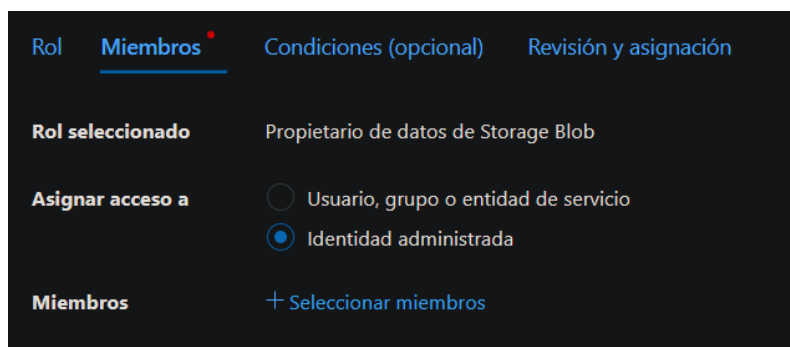 Rol Miembros Condiciones (opcional) Revisión y asignación
Rol seleccionado Propietario de datos de Storage Blob
Asignar acceso a Usuario, grupo o entidad de servicio
Identidad administrada
Miembros + Seleccionar miembros